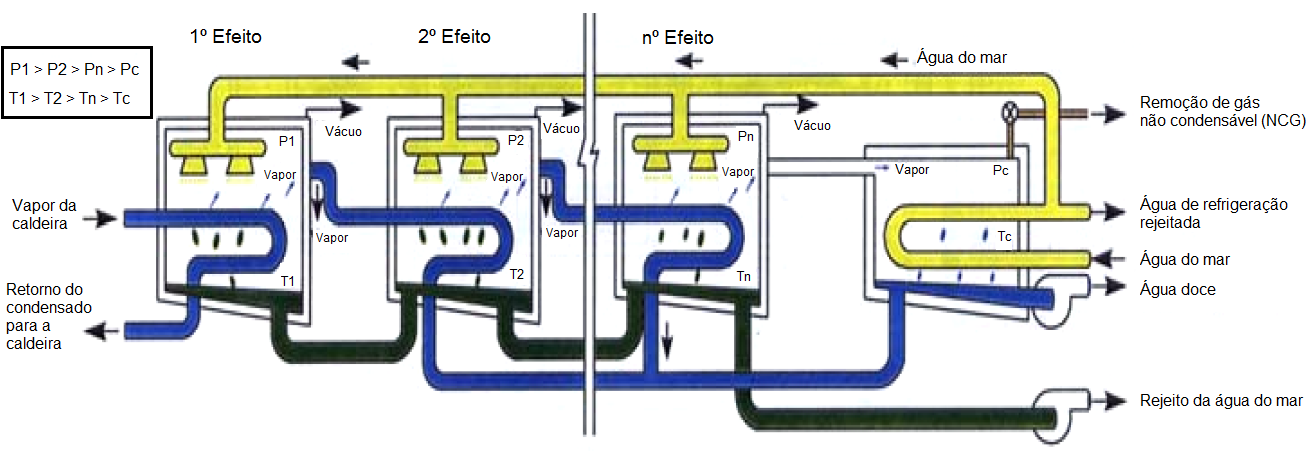 1º Efeito
2º Efeito
nº Efeito
P1 > P2 > Pn > Pc
T1 > T2 > Tn > Tc
Água do mar
Remoção de gás
não condensável (NCG)
Vácuo
Vácuo
Vácuo
P1
P2
Pn
Pc
Vapor
Vapor
Vapor
Vapor
Vapor da
caldeira
Vapor
Vapor
Água de refrigeração
rejeitada
Tc
Água do mar
T1
T2
Tn
Água doce
Retorno do
condensado
para a
caldeira
Rejeito da água do mar